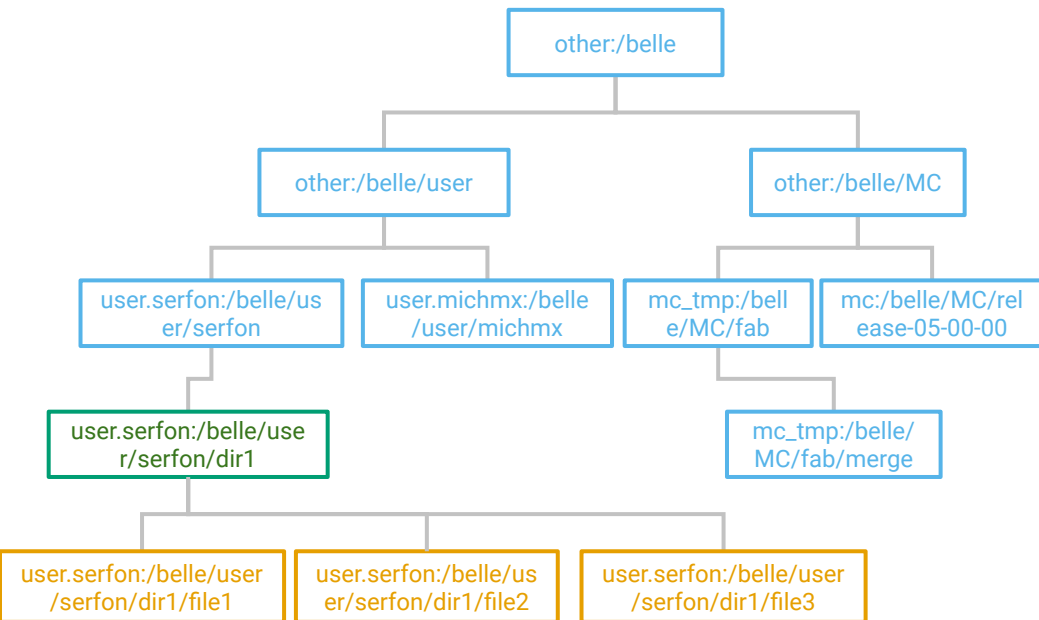 other:/belle
other:/belle/user
other:/belle/MC
user.serfon:/belle/us
er/serfon
user.michmx:/belle
/user/michmx
mc_tmp:/bell
e/MC/fab
mc:/belle/MC/rel
ease-05-00-00
user.serfon:/belle/use
r/serfon/dir1
mc_tmp:/belle/
MC/fab/merge
user.serfon:/belle/user
/serfon/dir1/file1
user.serfon:/belle/us
er/serfon/dir1/file2
user.serfon:/belle/user
/serfon/dir1/file3